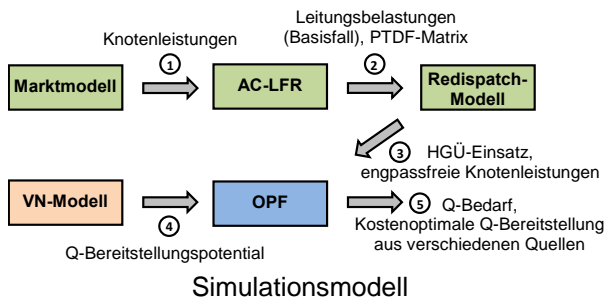 Knotenleistungen
Leitungsbelastungen
(Basisfall), PTDF-Matrix
1
2
Marktmodell
AC-LFR
Redispatch-
Modell
3 HGÜ-Einsatz,
engpassfreie Knotenleistungen
VN-Modell
OPF
4
5 Q-Bedarf,
Kostenoptimale Q-Bereitstellung
aus verschiedenen Quellen
Q-Bereitstellungspotential
Simulationsmodell